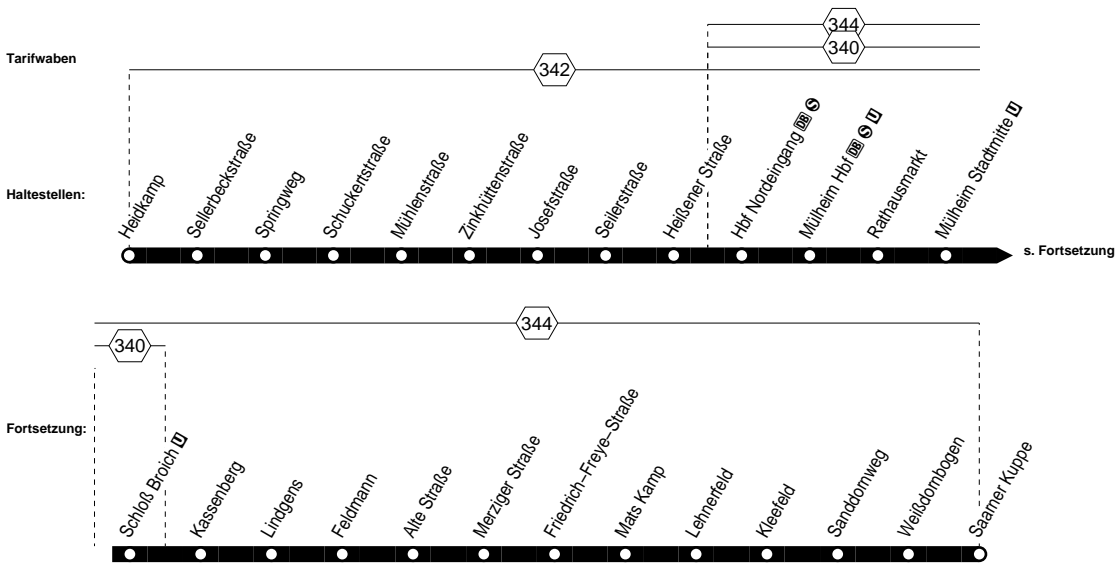 344
Tarifwaben
340
342
Haltestellen:
Heidkamp
Sellerbeckstraße
Springweg
Schuckertstraße
Mühlenstraße
Zinkhüttenstraße
Josefstraße
Seilerstraße
Heißener Straße
Hbf Nordeingang DB S
Mülheim Hbf DB S U
Rathausmarkt
Mülheim Stadtmitte U
s. Fortsetzung
344
340
Fortsetzung:
Schloß Broich U
Kassenberg
Lindgens
Feldmann
Alte Straße
Merziger Straße
Friedrich–Freye–Straße
Mats Kamp
Lehnerfeld
Kleefeld
Sanddornweg
Weißdornbogen
Saarner Kuppe